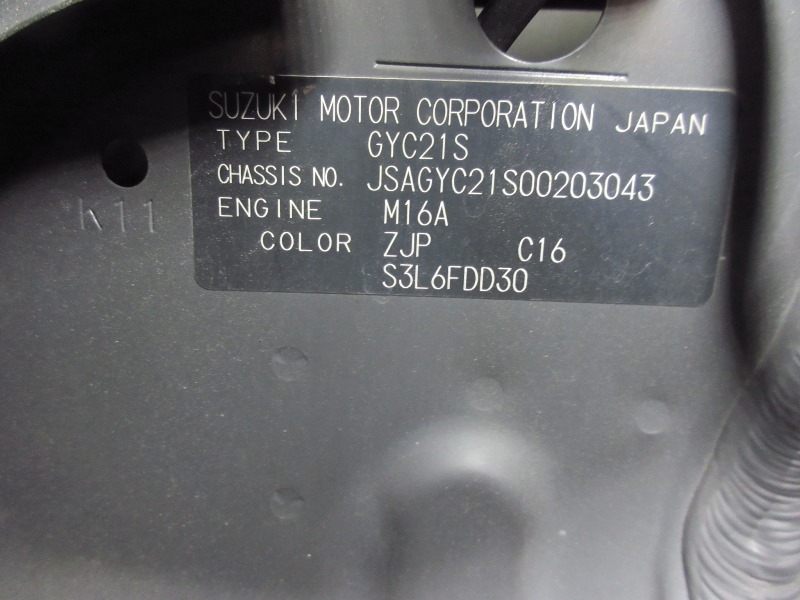 SUZUKI MOTOR CORPORATION JAPAN
TYPE GYC21S
CHASSIS NO. JSAGYC21S00203043
K11
ENGINE M16A
COLOR ZJP C16
S3L6FDD30